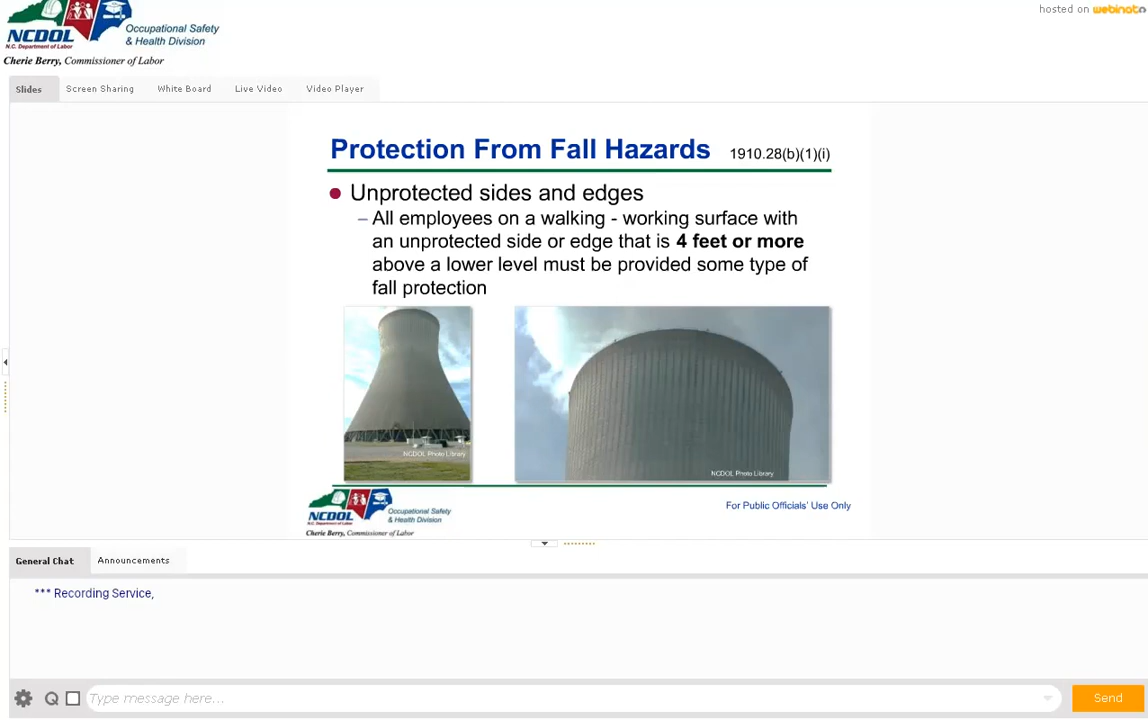 hosted on webinato
NCDOL
N.C. Department of Labor
Occupational Safety
& Health Division
Cherie Berry, Commissioner of Labor
Slides
Screen Sharing
White Board
Live Video
Video Player
Protection From Fall Hazards 1910.28(b)(1)(i)
Unprotected sides and edges
– All employees on a walking - working surface with
an unprotected side or edge that is 4 feet or more
above a lower level must be provided some type of
fall protection
NCDOL Photo Library
NCDOL Photo Library
NCDOL
N.C. Department of Labor
Occupational Safety
& Health Division
Cherie Berry, Commissioner of Labor
For Public Officials' Use Only
General Chat
Announcements
*** Recording Service,
Type message here...
Send